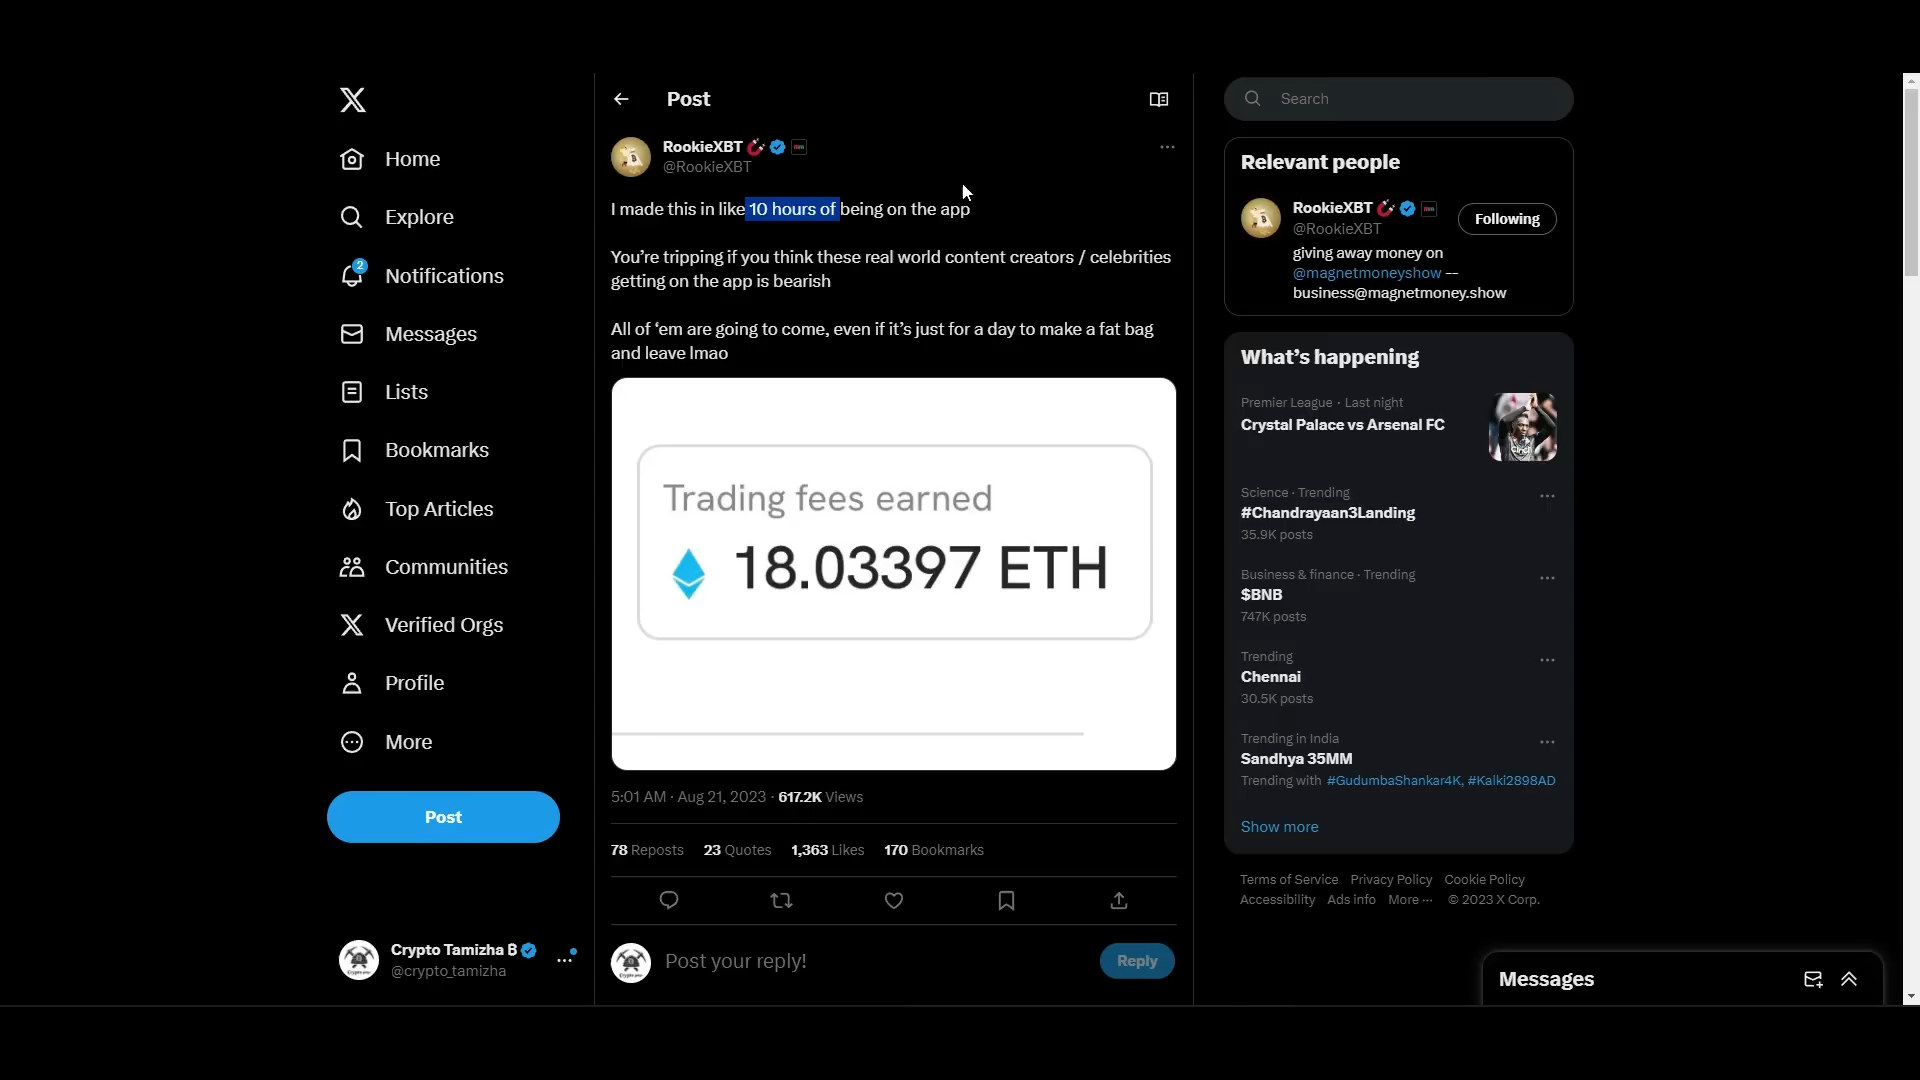 Home
Explore
2
Notifications
Messages
Lists
Bookmarks
Top Articles
Communities
Verified Orgs
Profile
More
Post
Crypto Tamizha ₿
@crypto_tamizha
Post
RookieXBT
@RookieXBT
I made this in like 10 hours of being on the app
You’re tripping if you think these real world content creators / celebrities
getting on the app is bearish
All of ‘em are going to come, even if it’s just for a day to make a fat bag
and leave lmao
Trading fees earned
18.03397 ETH
5:01 AM · Aug 21, 2023 · 617.2K Views
78 Reposts 23 Quotes 1,363 Likes 170 Bookmarks
Post your reply!
Reply
Search
Relevant people
RookieXBT
@RookieXBT
Following
giving away money on
@magnetmoneyshow —
business@magnetmoney.show
What’s happening
Premier League · Last night
Crystal Palace vs Arsenal FC
Science · Trending
#Chandrayaan3Landing
35.9K posts
Business & finance · Trending
$BNB
747K posts
Trending
Chennai
30.5K posts
Trending in India
Sandhya 35MM
Trending with #GudumbaShankar4K, #Kalki2898AD
Show more
Terms of Service Privacy Policy Cookie Policy
Accessibility Ads info More ··· © 2023 X Corp.
Messages